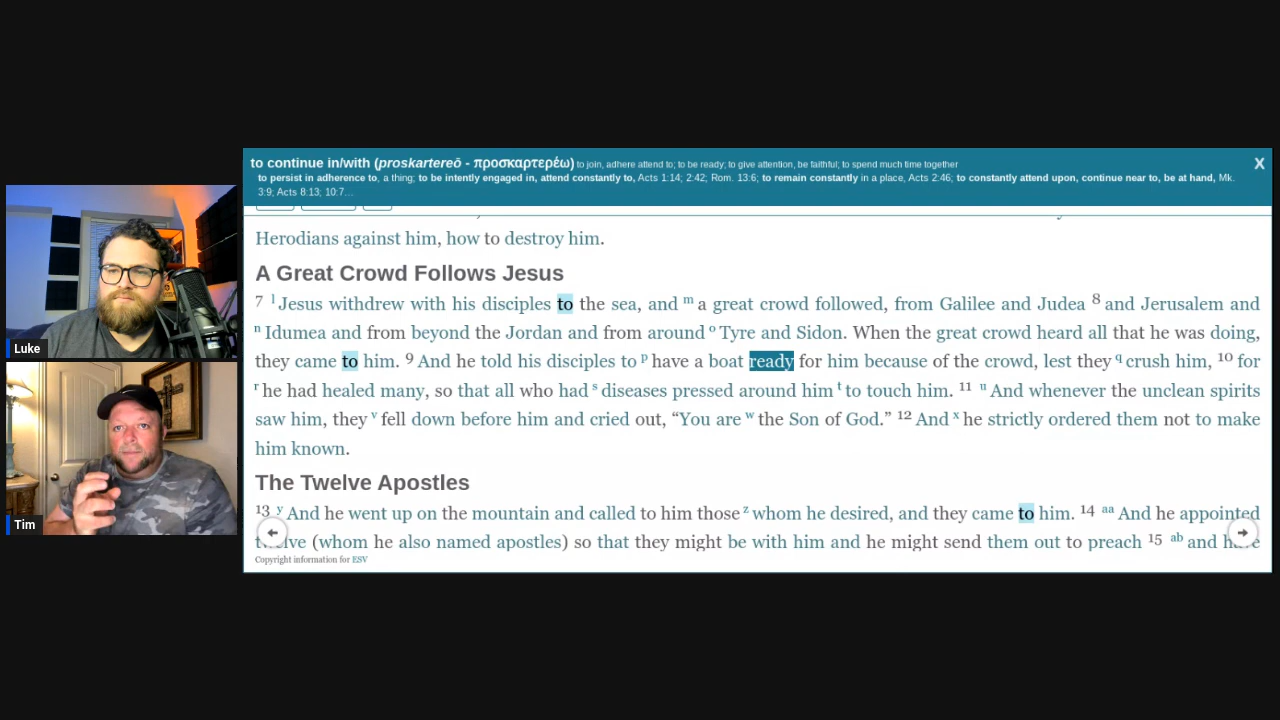 to continue in/with (proskartereō - προσκαρτερέω) to join, adhere attend to; to be ready; to give attention, be faithful; to spend much time together
to persist in adherence to, a thing; to be intently engaged in, attend constantly to, Acts 1:14; 2:42; Rom. 13:6; to remain constantly in a place, Acts 2:46; to constantly attend upon, continue near to, be at hand, Mk.
3:9; Acts 8:13; 10:7…
X
Herodians against him, how to destroy him.
A Great Crowd Follows Jesus
7 l Jesus withdrew with his disciples to the sea, and m a great crowd followed, from Galilee and Judea 8 and Jerusalem and
n Idumea and from beyond the Jordan and from around o Tyre and Sidon. When the great crowd heard all that he was doing,
they came to him. 9 And he told his disciples to p have a boat ready for him because of the crowd, lest they q crush him, 10 for
r he had healed many, so that all who had s diseases pressed around him t to touch him. 11 u And whenever the unclean spirits
saw him, they v fell down before him and cried out, “You are w the Son of God.” 12 And x he strictly ordered them not to make
him known.
The Twelve Apostles
13 y And he went up on the mountain and called to him those z whom he desired, and they came to him. 14 aa And he appointed
twelve (whom he also named apostles) so that they might be with him and he might send them out to preach 15 ab and have
Copyright information for ESV
Luke
Tim